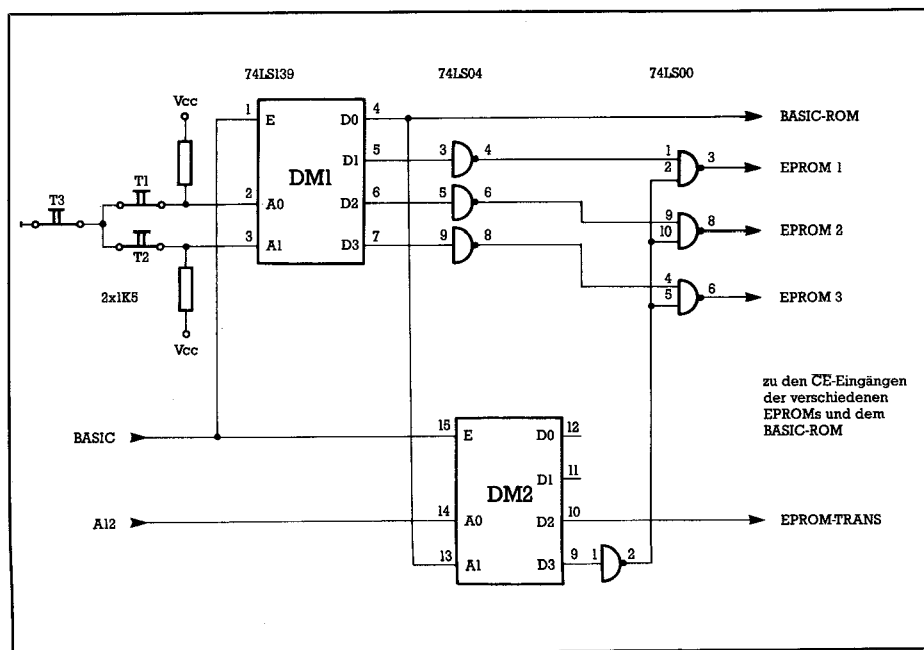 74LS139
74LS04
74LS00
Vcc
1
E
D0
4
BASIC-ROM
T3
T1
D1
5
3
4
1
2
3
EPROM 1
DM1
2
A0
D2
6
5
6
9
10
8
EPROM 2
T2
3
A1
D3
7
9
8
4
5
6
EPROM 3
2x1K5
Vcc
zu den CE-Eingängen
der verschiedenen
EPROMs und dem
BASIC-ROM
BASIC
15
E
D0
12
D1
11
DM2
A12
14
A0
D2
10
EPROM-TRANS
13
A1
D3
9
1
2